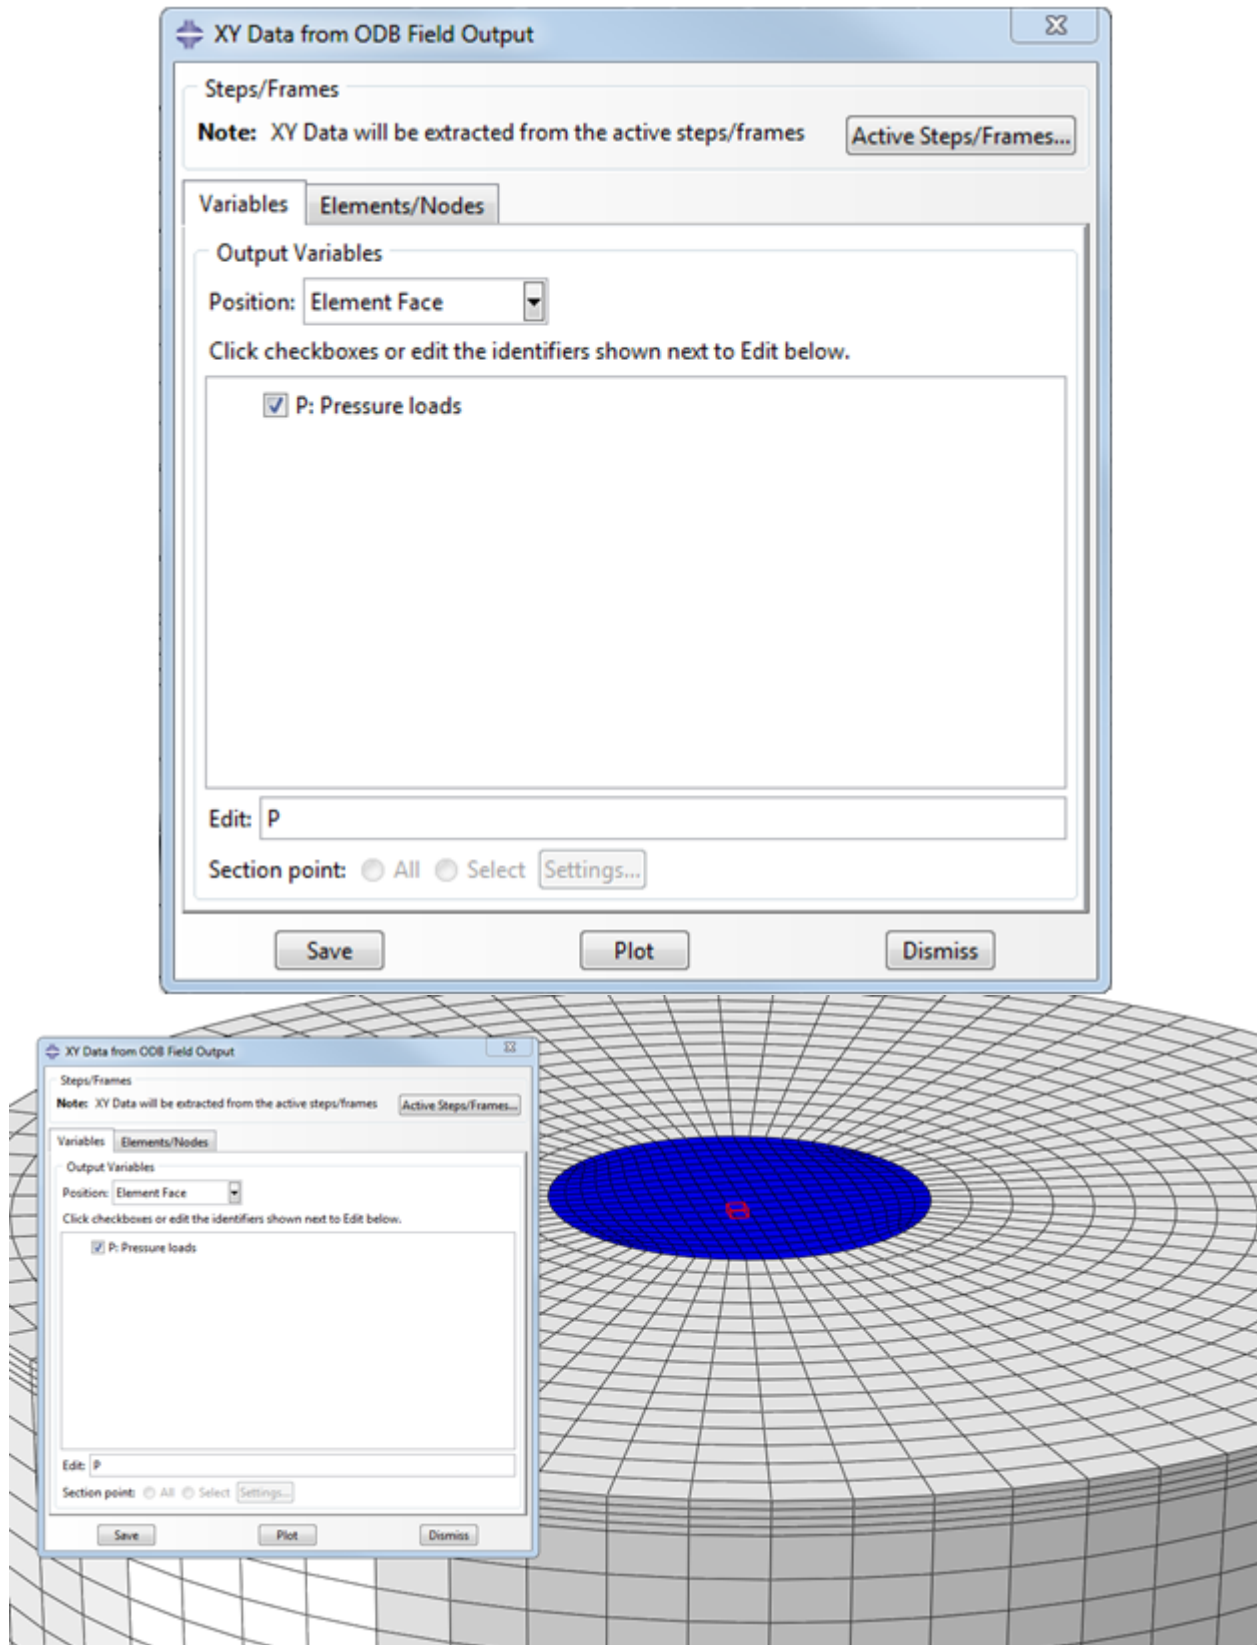 XY Data from ODB Field Output
Steps/Frames
Note: XY Data will be extracted from the active steps/frames Active Steps/Frames...
Variables Elements/Nodes
Output Variables
Position: Element Face
Click checkboxes or edit the identifiers shown next to Edit below.
P: Pressure loads
Edit: P
Section point: All Select Settings...
Save Plot Dismiss
XY Data from ODB Field Output
Steps/Frames
Note: XY Data will be extracted from the active steps/frames Active Steps/Frames...
Variables Elements/Nodes
Output Variables
Position: Element Face
Click checkboxes or edit the identifiers shown next to Edit below.
P: Pressure loads
Edit: P
Section point: All Select Settings...
Save Plot Dismiss